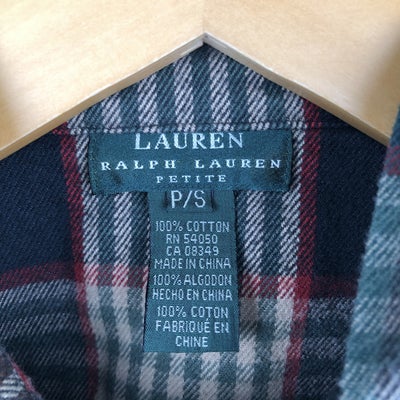 LAUREN
RALPH LAUREN
PETITE
P/S
100% COTTON
RN 54050
CA 08349
MADE IN CHINA
100% ALGODON
HECHO EN CHINA
100% COTON
FABRIQUÉ EN
CHINE